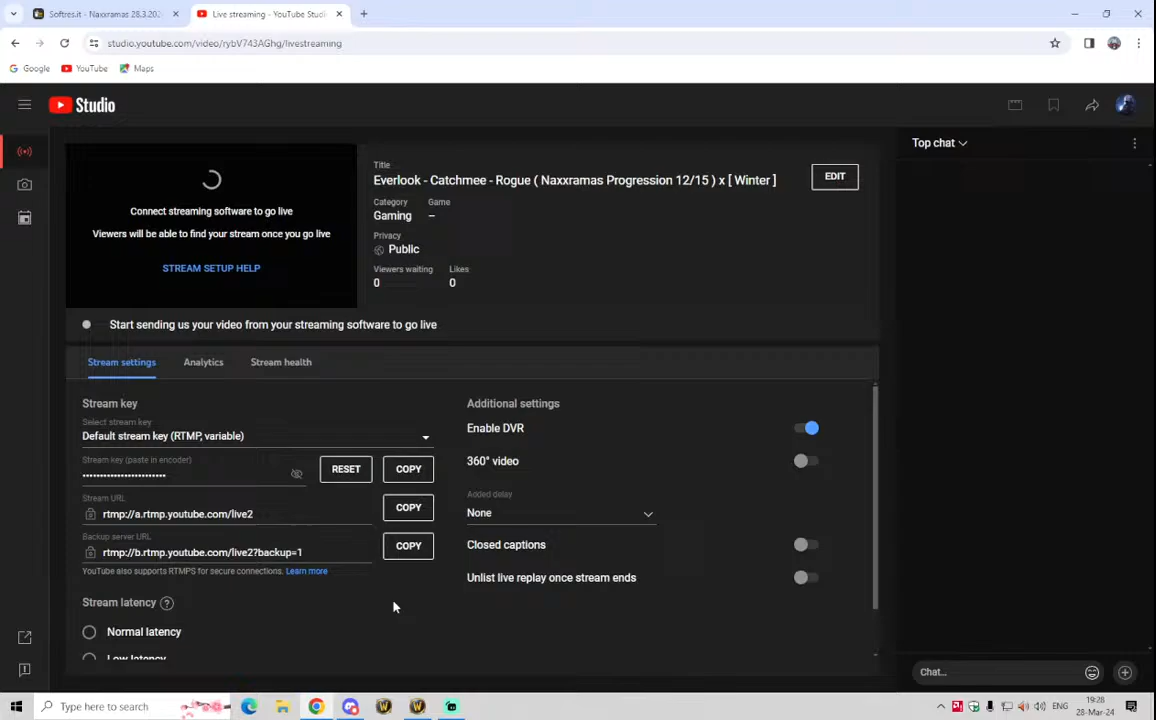 Softres.it - Naxxramas 28.3.202
Live streaming - YouTube Studio
studio.youtube.com/video/rybV743AGhg/livestreaming
Google YouTube Maps
Studio
Connect streaming software to go live
Viewers will be able to find your stream once you go live
STREAM SETUP HELP
Title
Everlook - Catchmee - Rogue ( Naxxramas Progression 12/15 ) x [ Winter ]
EDIT
Category Game
Gaming –
Privacy
Public
Viewers waiting Likes
0 0
Top chat
Start sending us your video from your streaming software to go live
Stream settings Analytics Stream health
Stream key
Select stream key
Default stream key (RTMP, variable)
Stream key (paste in encoder)
RESET COPY
Stream URL
rtmp://a.rtmp.youtube.com/live2
COPY
Backup server URL
rtmp://b.rtmp.youtube.com/live2?backup=1
COPY
YouTube also supports RTMPS for secure connections. Learn more
Stream latency ?
Normal latency
Low latency
Additional settings
Enable DVR
360° video
Added delay
None
Closed captions
Unlist live replay once stream ends
Chat...
Type here to search
ENG
19:28
28-Mar-24